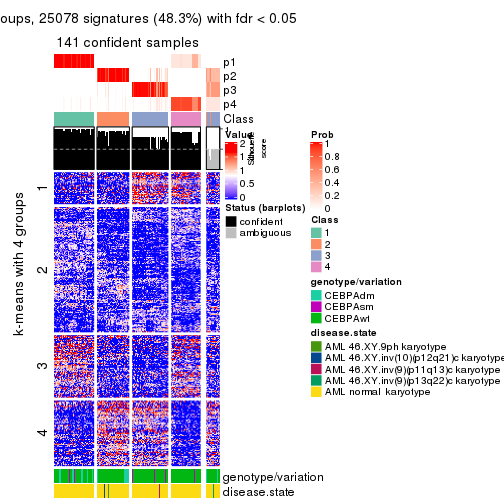 oups, 25078 signatures (48.3%) with fdr < 0.05
141 confident samples
p1
p2
p3
p4
Class
1
Silhouette
score
Value
2
1.5
1
0.5
0
Prob
1
0.8
0.6
0.4
0.2
0
Status (barplots)
confident
ambiguous
Class
1
2
3
4
genotype/variation
CEBPAdm
CEBPAsm
CEBPAwt
disease.state
AML 46.XY.9ph karyotype
AML 46.XY.inv(10)(p12q21)c karyotype
AML 46.XY.inv(9)(p11q13)c karyotype
AML 46.XY.inv(9)(p13q22)c karyotype
AML normal karyotype
k-means with 4 groups
1
2
3
4
genotype/variation
disease.state